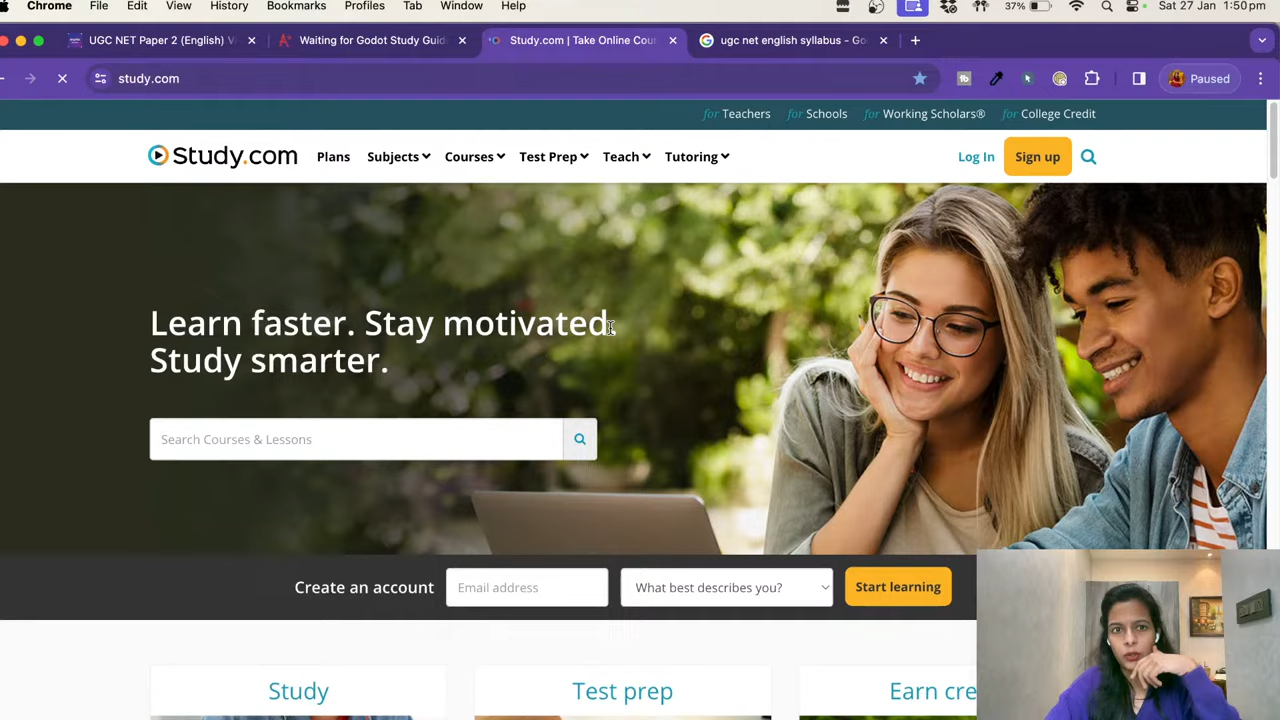 Chrome File Edit View History Bookmarks Profiles Tab Window Help 37% Sat 27 Jan 1:50 pm
UGC NET Paper 2 (English) Waiting for Godot Study Guid Study.com | Take Online Cou ugc net english syllabus - Go
study.com Paused
for Teachers for Schools for Working Scholars® for College Credit
Study.com Plans Subjects Courses Test Prep Teach Tutoring Log In Sign up
Learn faster. Stay motivated.
Study smarter.
Search Courses & Lessons
Create an account Email address What best describes you? Start learning
Study Test prep Earn cre